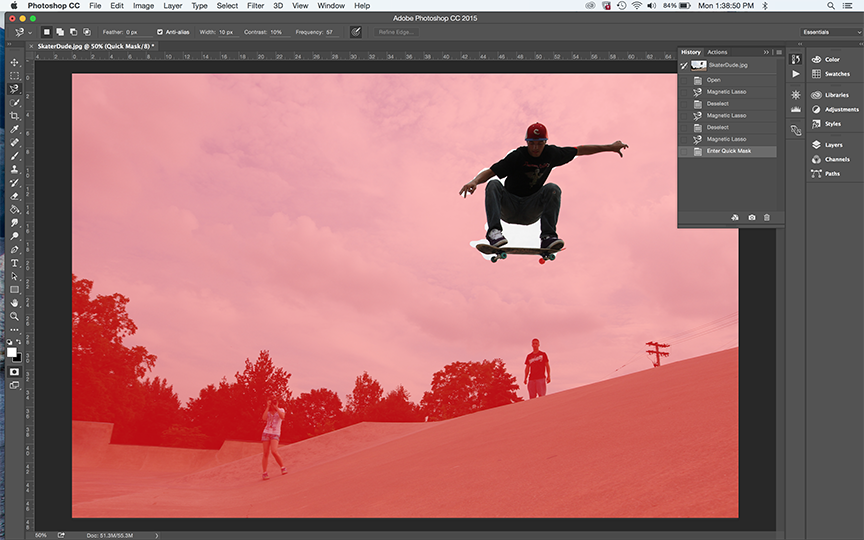 Photoshop CC File Edit Image Layer Type Select Filter 3D View Window Help 84% Mon 1:38:50 PM
Adobe Photoshop CC 2015
Feather: 0 px Anti-alias Width: 10 px Contrast: 10% Frequency: 57 Refine Edge... Essentials
× SkaterDude.jpg @ 50% (Quick Mask/8) *
History Actions
SkaterDude.jpg
Open
Magnetic Lasso
Deselect
Magnetic Lasso
Deselect
Magnetic Lasso
Enter Quick Mask
Color
Swatches
Libraries
Adjustments
Styles
Layers
Channels
Paths
50% Doc: 51.3M/55.3M